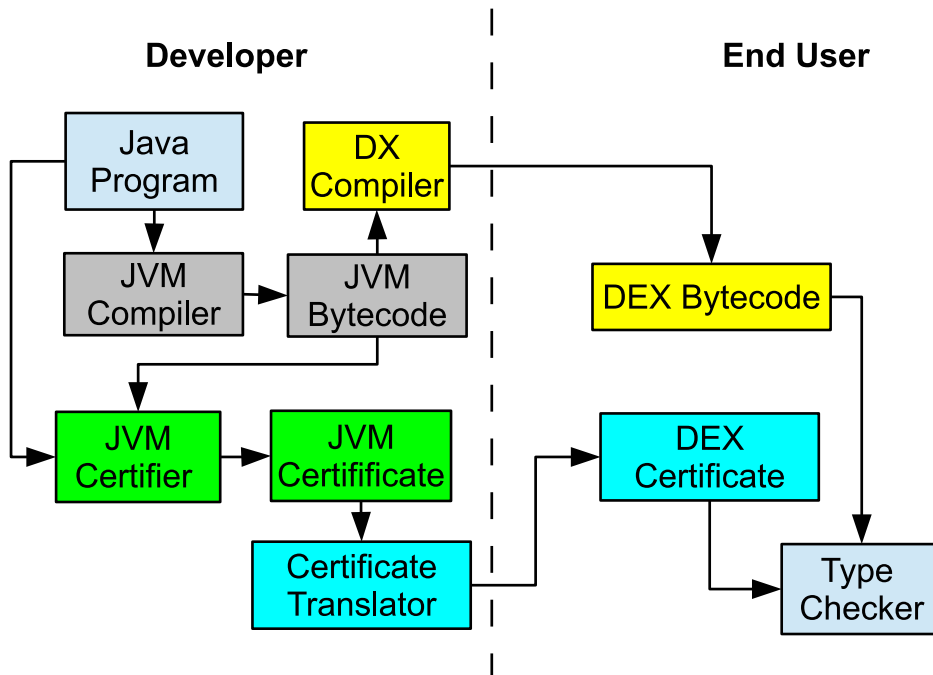 Developer
End User
Java
Program
DX
Compiler
JVM
Compiler
JVM
Bytecode
DEX Bytecode
JVM
Certifier
JVM
Certifificate
DEX
Certificate
Certificate
Translator
Type
Checker